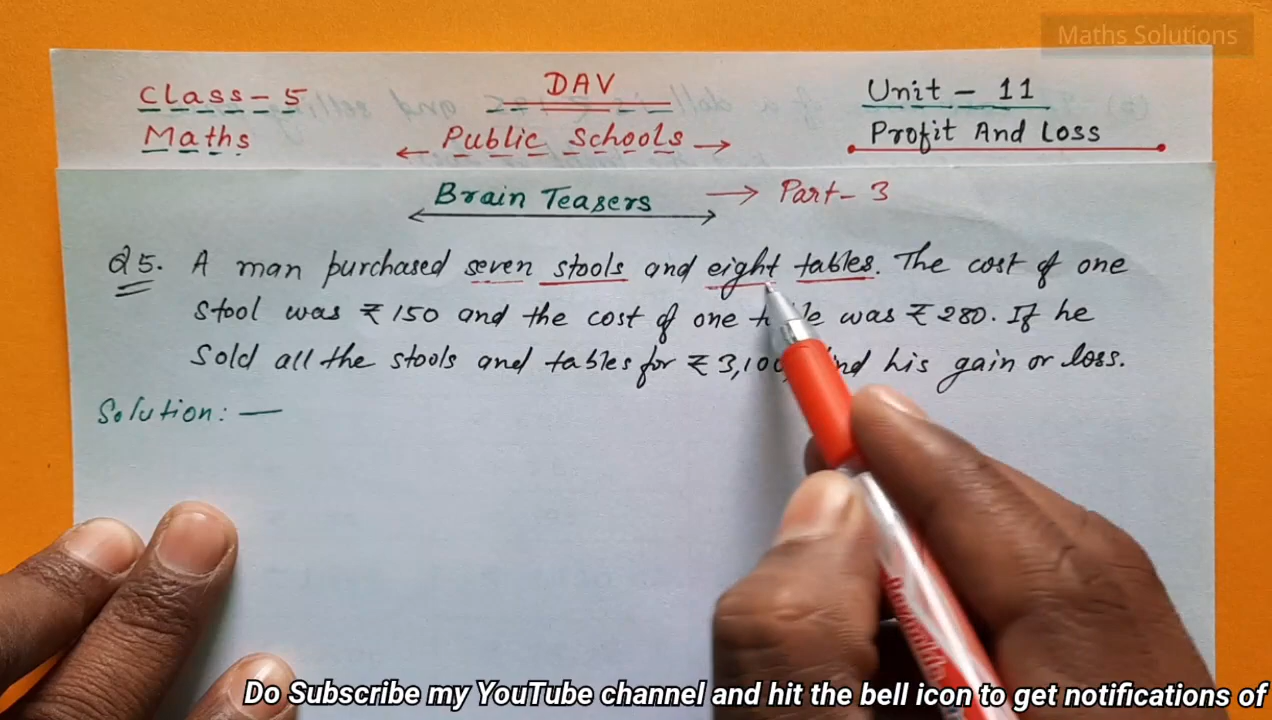 Maths Solutions
Class - 5 DAV Unit - 11
Maths Public Schools Profit And Loss
Brain Teasers → Part - 3
Q 5. A man purchased seven stools and eight tables. The cost of one
Stool was ₹ 150 and the cost of one was ₹ 280. If he
Sold all the stools and tables for ₹ his gain or loss.
Solution: —
Do Subscribe my YouTube channel and hit the bell icon to get notifications of